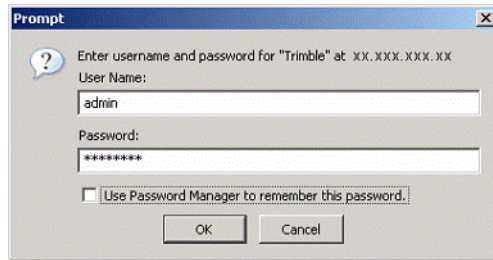 Prompt
Enter username and password for "Trimble" at xx.xxx.xxx.xx
User Name:
admin
Password:
********
Use Password Manager to remember this password.
OK
Cancel